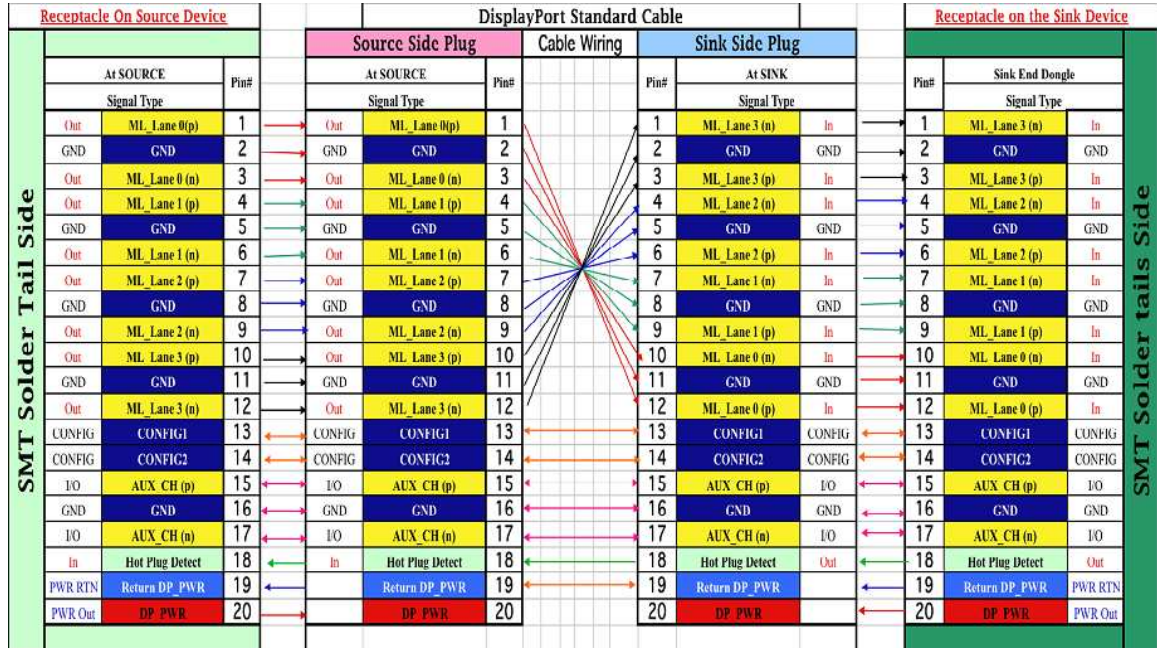 Receptacle On Source Device DisplayPort Standard Cable Receptacle on the Sink Device
Source Side Plug Cable Wiring Sink Side Plug
At SOURCE Pin# At SOURCE Pin# Pin# At SINK Pin# Sink End Dongle
Signal Type Signal Type Signal Type Signal Type
Out ML_Lane 0(p) 1 Out ML_Lane 0(p) 1 1 ML_Lane 3 (n) In 1 ML_Lane 3 (n) In
GND GND 2 GND GND 2 2 GND GND 2 GND GND
Out ML_Lane 0 (n) 3 Out ML_Lane 0 (n) 3 3 ML_Lane 3 (p) In 3 ML_Lane 3 (p) In
Out ML_Lane 1 (p) 4 Out ML_Lane 1 (p) 4 4 ML_Lane 2 (n) In 4 ML_Lane 2 (n) In
GND GND 5 GND GND 5 5 GND GND 5 GND GND
Out ML_Lane 1 (n) 6 Out ML_Lane 1 (n) 6 6 ML_Lane 2 (p) In 6 ML_Lane 2 (p) In
Out ML_Lane 2 (p) 7 Out ML_Lane 2 (p) 7 7 ML_Lane 1 (n) In 7 ML_Lane 1 (n) In
GND GND 8 GND GND 8 8 GND GND 8 GND GND
Out ML_Lane 2 (n) 9 Out ML_Lane 2 (n) 9 9 ML_Lane 1 (p) In 9 ML_Lane 1 (p) In
Out ML_Lane 3 (p) 10 Out ML_Lane 3 (p) 10 10 ML_Lane 0 (n) In 10 ML_Lane 0 (n) In
GND GND 11 GND GND 11 11 GND GND 11 GND GND
Out ML_Lane 3 (n) 12 Out ML_Lane 3 (n) 12 12 ML_Lane 0 (p) In 12 ML_Lane 0 (p) In
CONFIG CONFIG1 13 CONFIG CONFIG1 13 13 CONFIG1 CONFIG 13 CONFIG1 CONFIG
CONFIG CONFIG2 14 CONFIG CONFIG2 14 14 CONFIG2 CONFIG 14 CONFIG2 CONFIG
I/O AUX_CH (p) 15 I/O AUX_CH (p) 15 15 AUX_CH (p) I/O 15 AUX_CH (p) I/O
GND GND 16 GND GND 16 16 GND GND 16 GND GND
I/O AUX_CH (n) 17 I/O AUX_CH (n) 17 17 AUX_CH (n) I/O 17 AUX_CH (n) I/O
In Hot Plug Detect 18 In Hot Plug Detect 18 18 Hot Plug Detect Out 18 Hot Plug Detect Out
PWR RTN Return DP_PWR 19 Return DP_PWR 19 19 Return DP_PWR 19 Return DP_PWR PWR RTN
PWR Out DP_PWR 20 DP_PWR 20 20 DP_PWR 20 DP_PWR PWR Out
SMT Solder Tail Side
SMT Solder tails Side